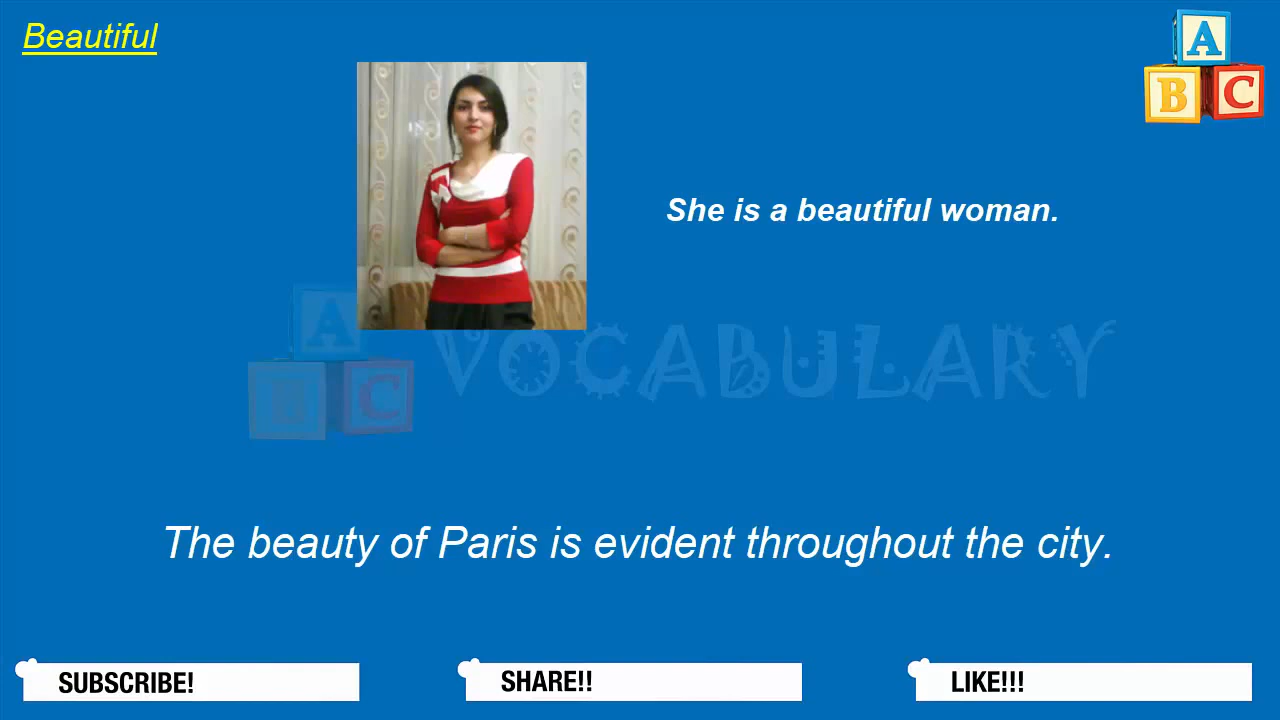 Beautiful
A
B C
She is a beautiful woman.
A
B C
VOCABULARY
The beauty of Paris is evident throughout the city.
SUBSCRIBE!
SHARE!!
LIKE!!!